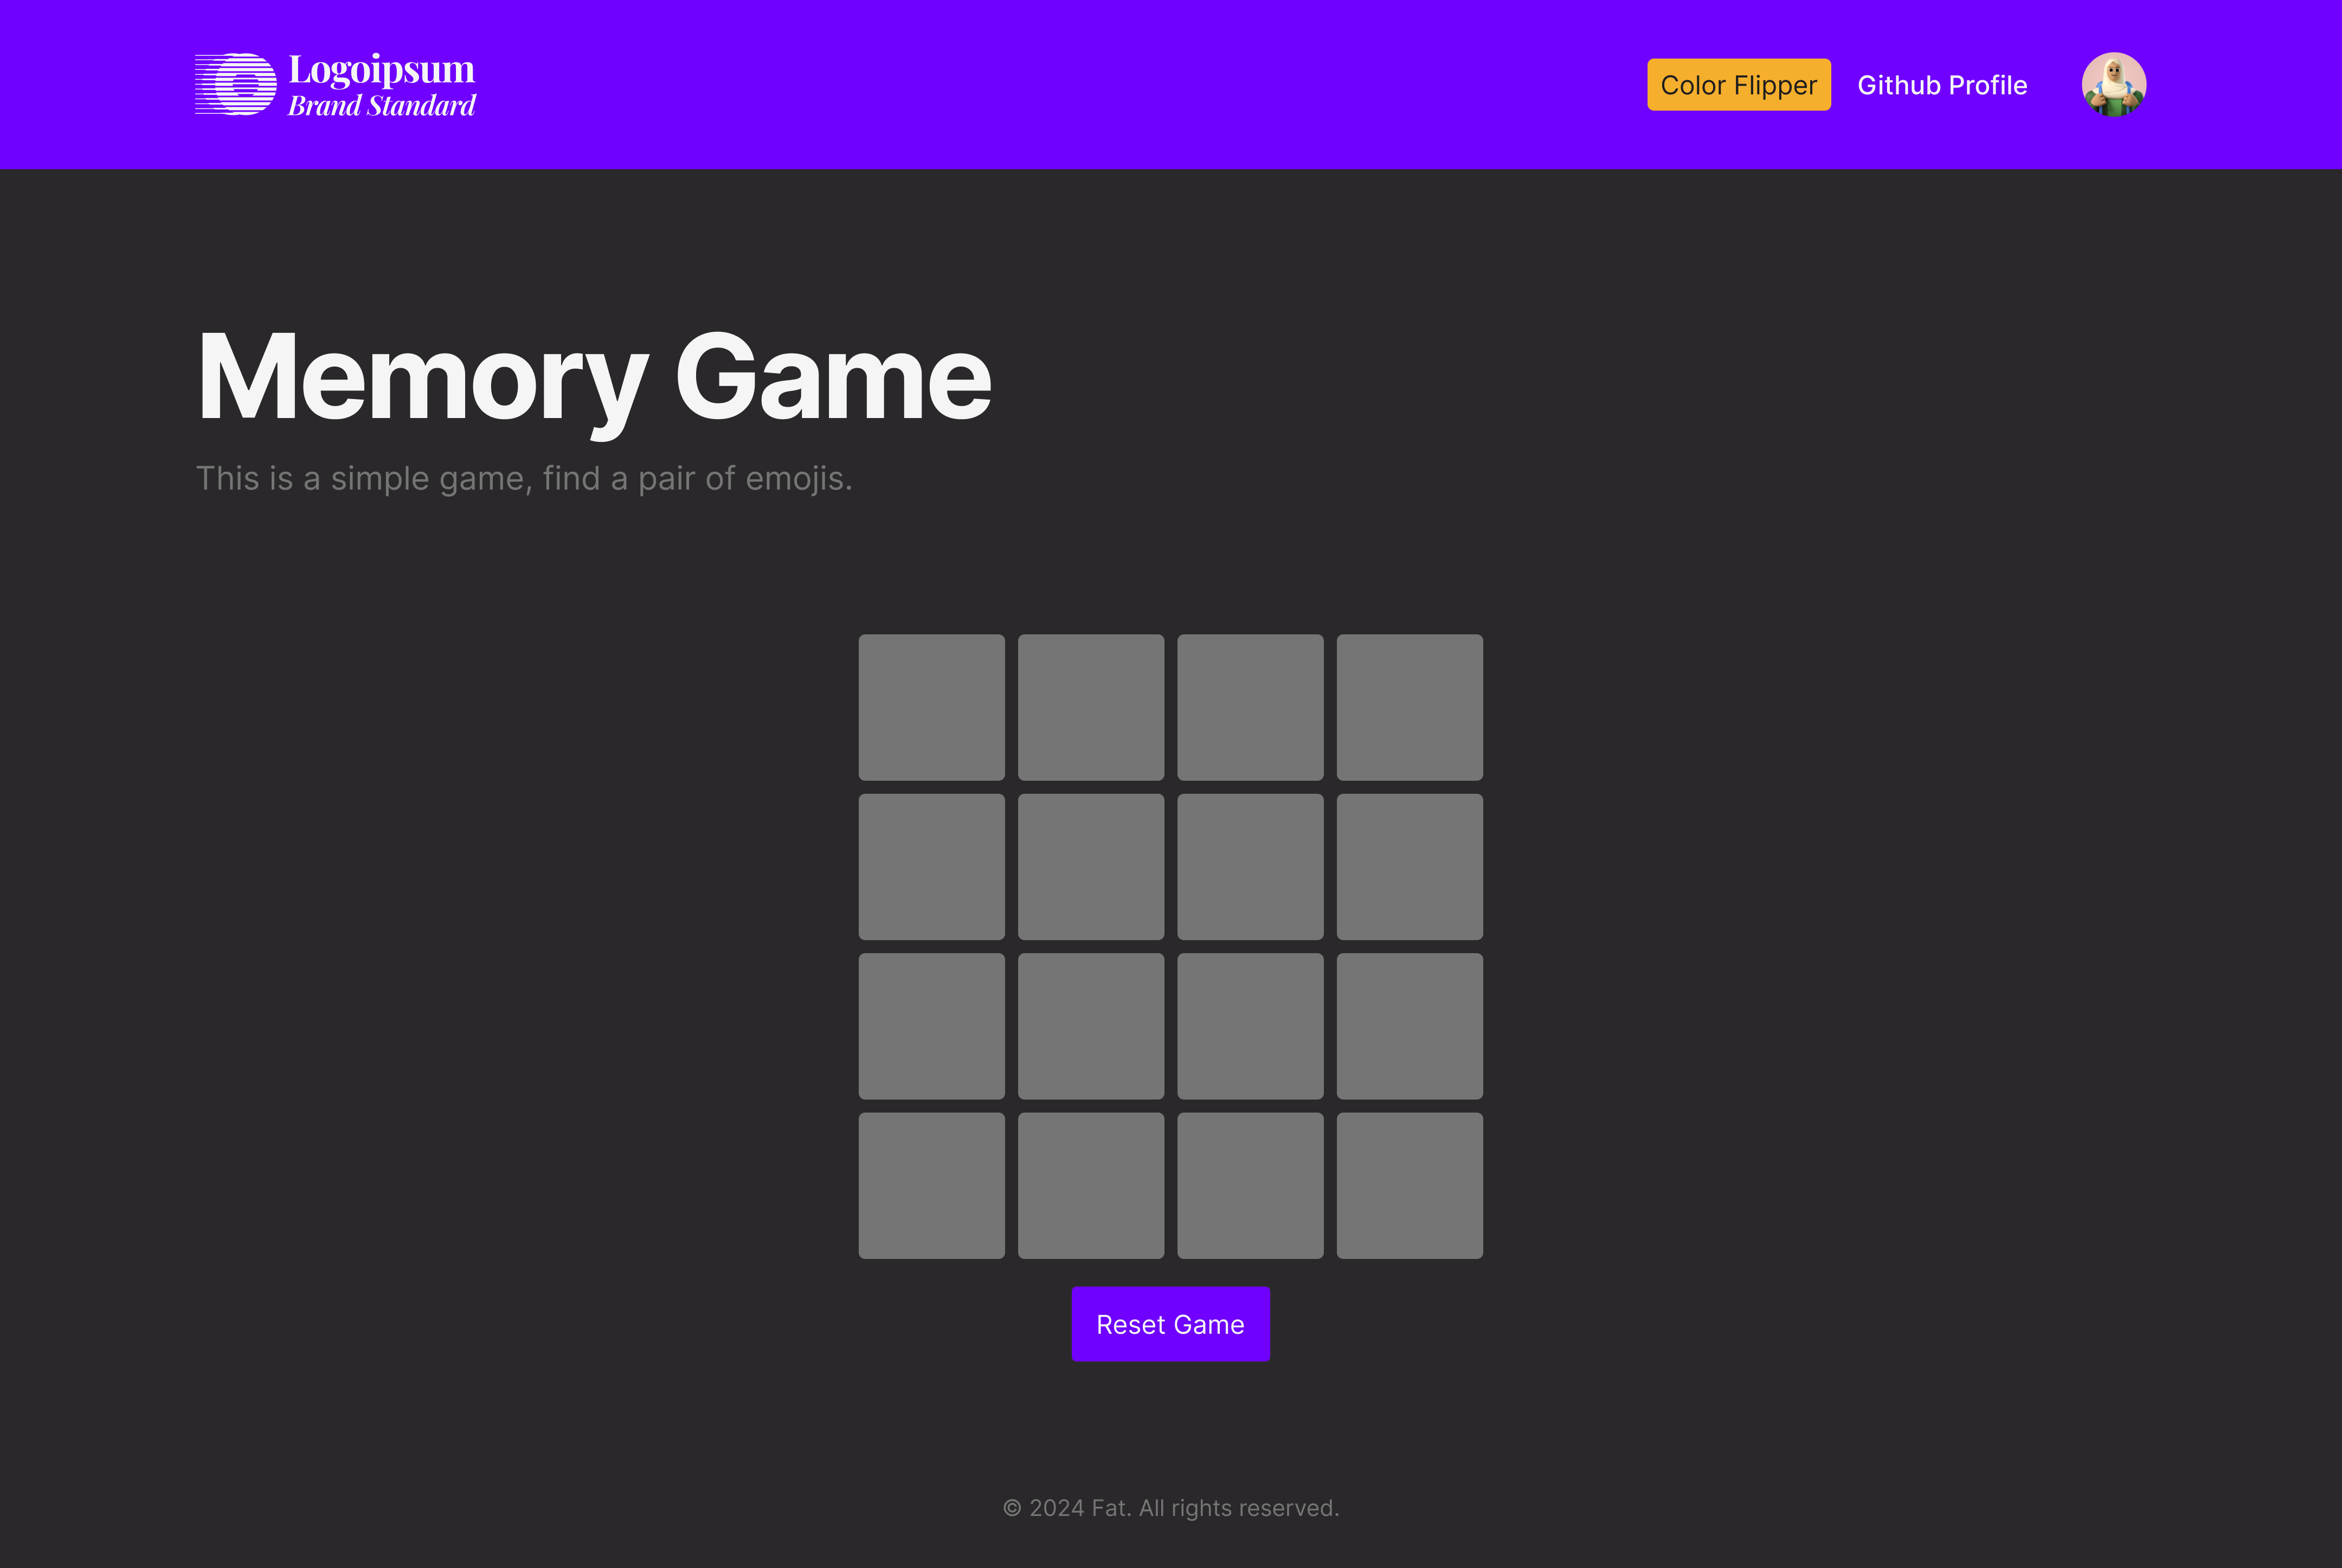 Logoipsum
Brand Standard
Color Flipper
Github Profile
Memory Game
This is a simple game, find a pair of emojis.
Reset Game
© 2024 Fat. All rights reserved.